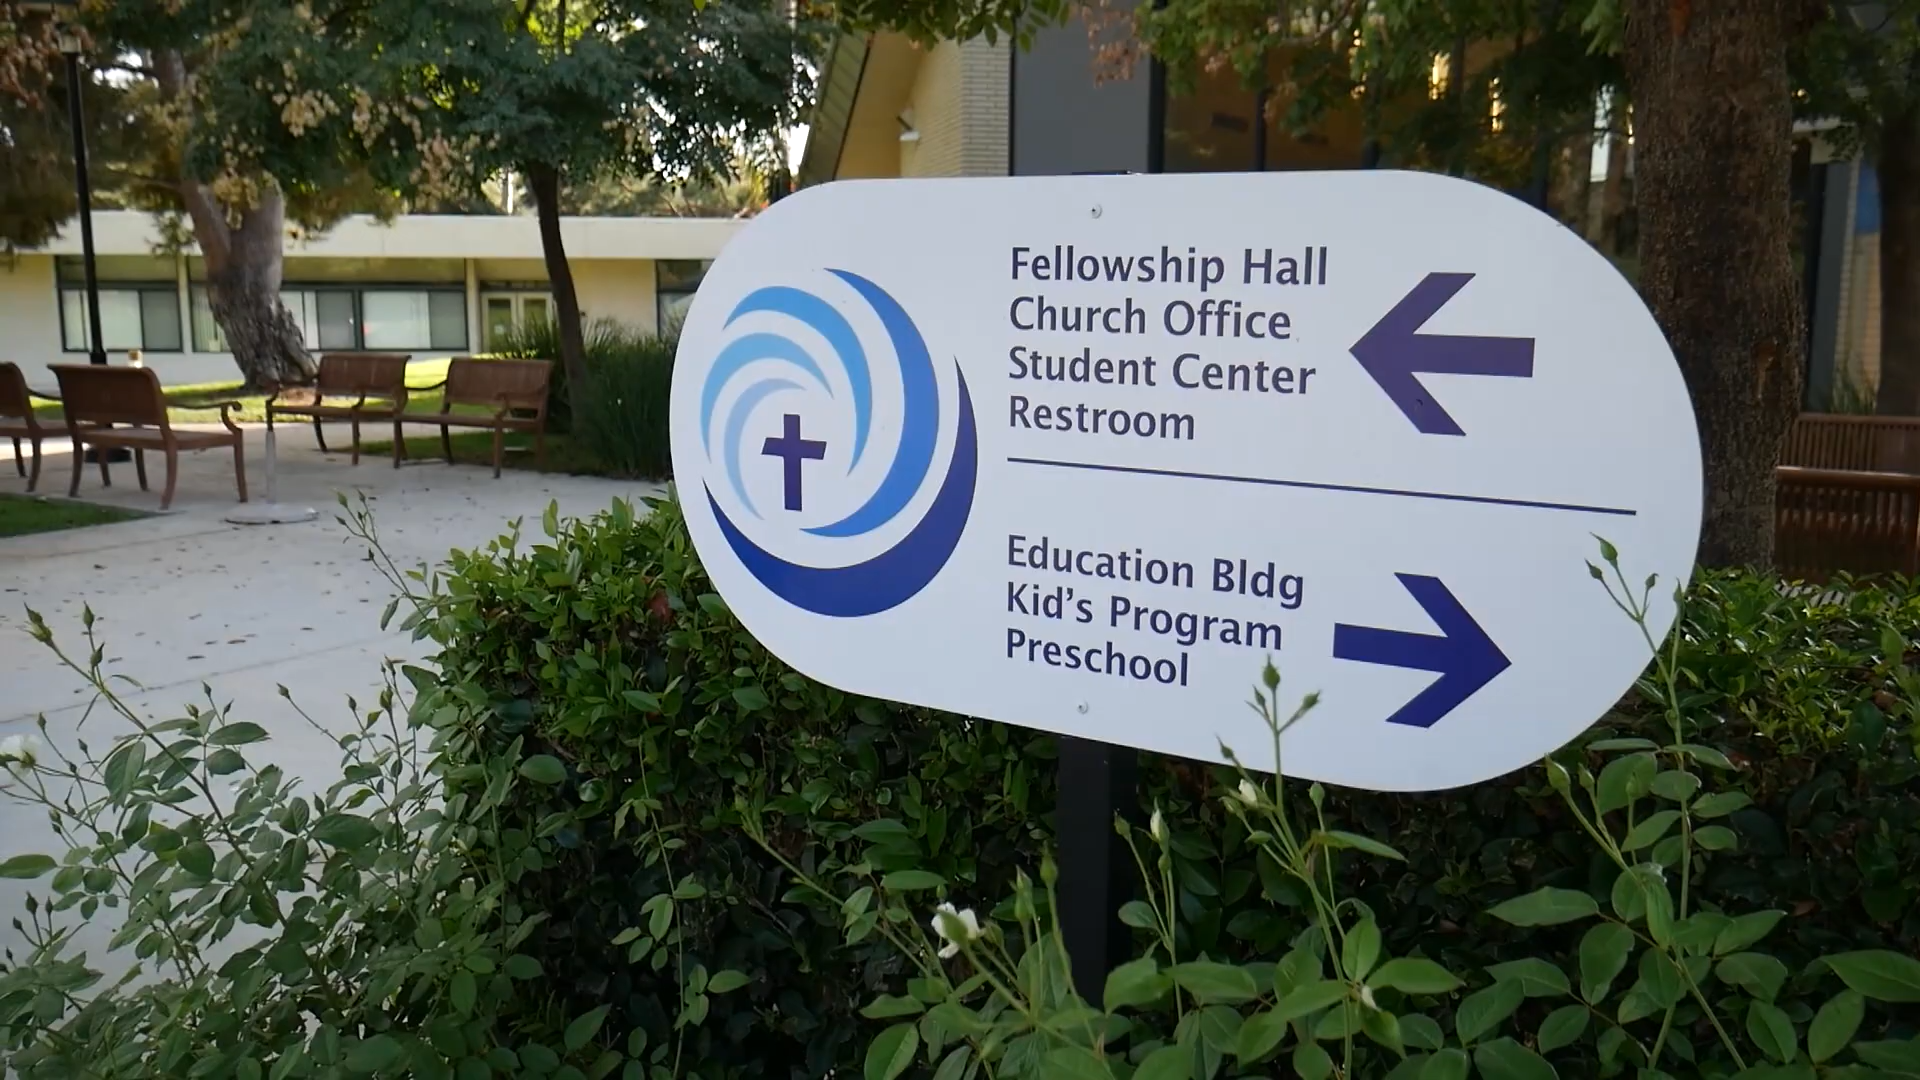 Fellowship Hall
Church Office
Student Center
Restroom
Education Bldg
Kid's Program
Preschool